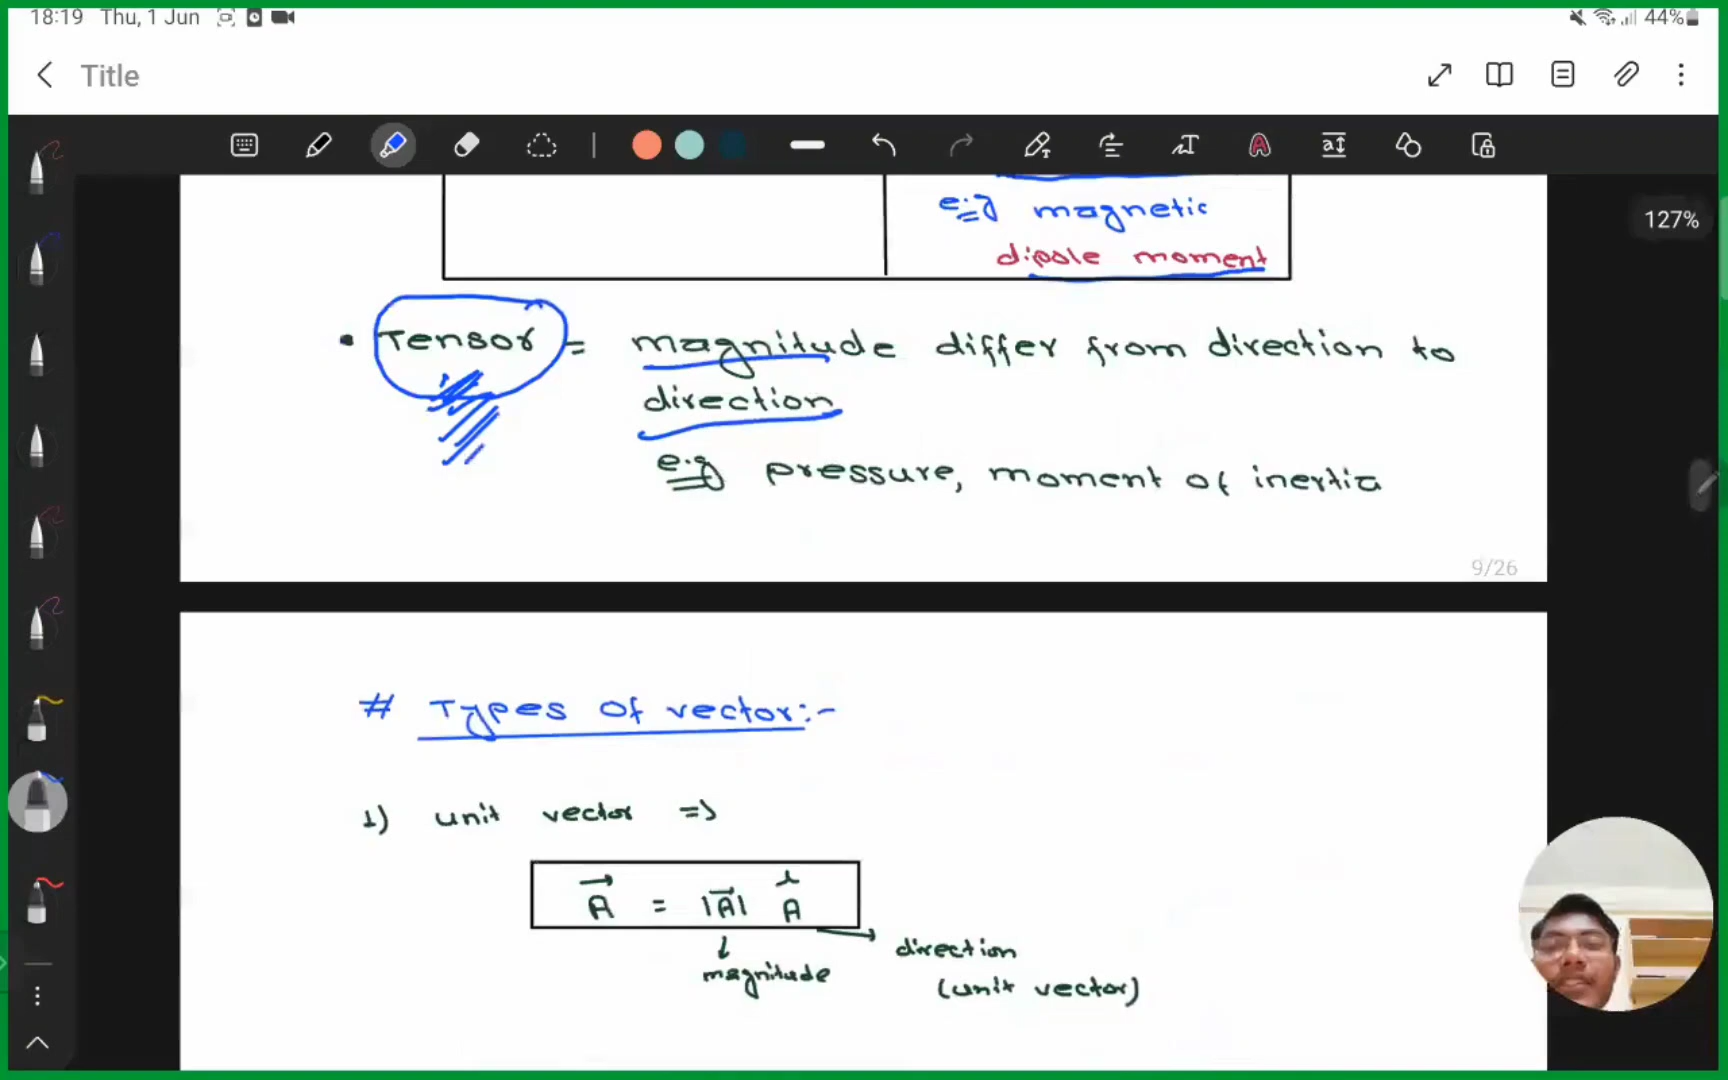 18:19 Thu, 1 Jun 44%
Title
127%
e.g magnetic
dipole moment
• Tensor = magnitude differ from direction to
direction
e.g pressure, moment of inertia
9/26
# Types of vector:-
1) unit vector =>
A⃗ = |A⃗| Â
direction
magnitude
(unit vector)